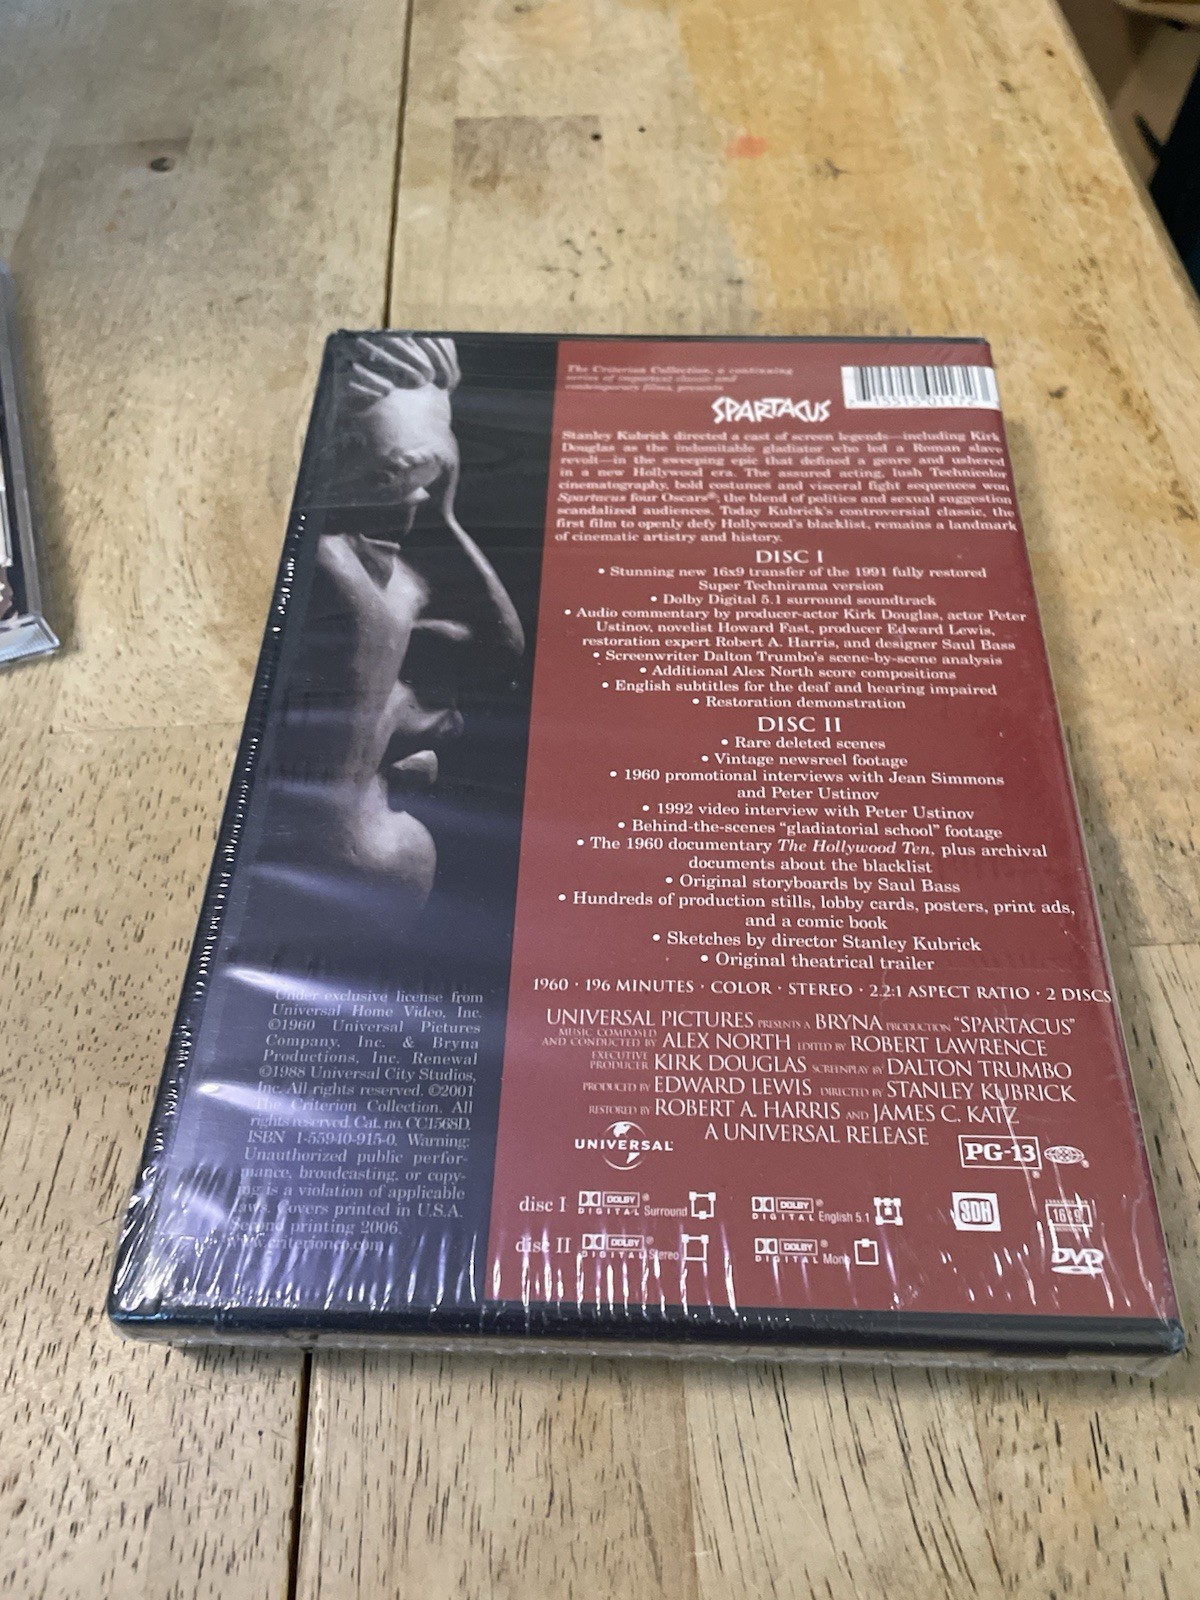 The Criterion Collection, a continuing
series of important classic and
contemporary films, presents
SPARTACUS
15515 01172
Stanley Kubrick directed a cast of screen legends—including Kirk
Douglas as the indomitable gladiator who led a Roman slave
revolt—in the sweeping epic that defined a genre and ushered
in a new Hollywood era. The assured acting, lush Technicolor
cinematography, bold costumes and visceral fight sequences won
Spartacus four Oscars®; the blend of politics and sexual suggestion
scandalized audiences. Today Kubrick's controversial classic, the
first film to openly defy Hollywood's blacklist, remains a landmark
of cinematic artistry and history.
DISC I
• Stunning new 16x9 transfer of the 1991 fully restored
Super Technirama version
• Dolby Digital 5.1 surround soundtrack
• Audio commentary by producer-actor Kirk Douglas, actor Peter
Ustinov, novelist Howard Fast, producer Edward Lewis,
restoration expert Robert A. Harris, and designer Saul Bass
• Screenwriter Dalton Trumbo's scene-by-scene analysis
• Additional Alex North score compositions
• English subtitles for the deaf and hearing impaired
• Restoration demonstration
DISC II
• Rare deleted scenes
• Vintage newsreel footage
• 1960 promotional interviews with Jean Simmons
and Peter Ustinov
• 1992 video interview with Peter Ustinov
• Behind-the-scenes "gladiatorial school" footage
• The 1960 documentary The Hollywood Ten, plus archival
documents about the blacklist
• Original storyboards by Saul Bass
• Hundreds of production stills, lobby cards, posters, print ads,
and a comic book
• Sketches by director Stanley Kubrick
• Original theatrical trailer
1960 · 196 MINUTES · COLOR · STEREO · 2.2:1 ASPECT RATIO · 2 DISCS
UNIVERSAL PICTURES PRESENTS A BRYNA PRODUCTION "SPARTACUS"
MUSIC COMPOSED AND CONDUCTED BY ALEX NORTH EDITED BY ROBERT LAWRENCE
EXECUTIVE PRODUCER KIRK DOUGLAS SCREENPLAY BY DALTON TRUMBO
PRODUCED BY EDWARD LEWIS DIRECTED BY STANLEY KUBRICK
RESTORED BY ROBERT A. HARRIS AND JAMES C. KATZ
A UNIVERSAL RELEASE
UNIVERSAL
PG-13 ®
disc I DOLBY DIGITAL Surround DOLBY DIGITAL English 5.1 SDH 16x9
disc II DOLBY DIGITAL Stereo DOLBY DIGITAL Mono DVD
Under exclusive license from
Universal Home Video, Inc.
©1960 Universal Pictures
Company, Inc. & Bryna
Productions, Inc. Renewal
©1988 Universal City Studios,
Inc. All rights reserved. ©2001
The Criterion Collection. All
rights reserved. Cat. no. CC1568D.
ISBN 1-55940-915-0. Warning:
Unauthorized public perfor-
mance, broadcasting, or copy-
ing is a violation of applicable
laws. Covers printed in U.S.A.
Second printing 2006.
www.criterionco.com